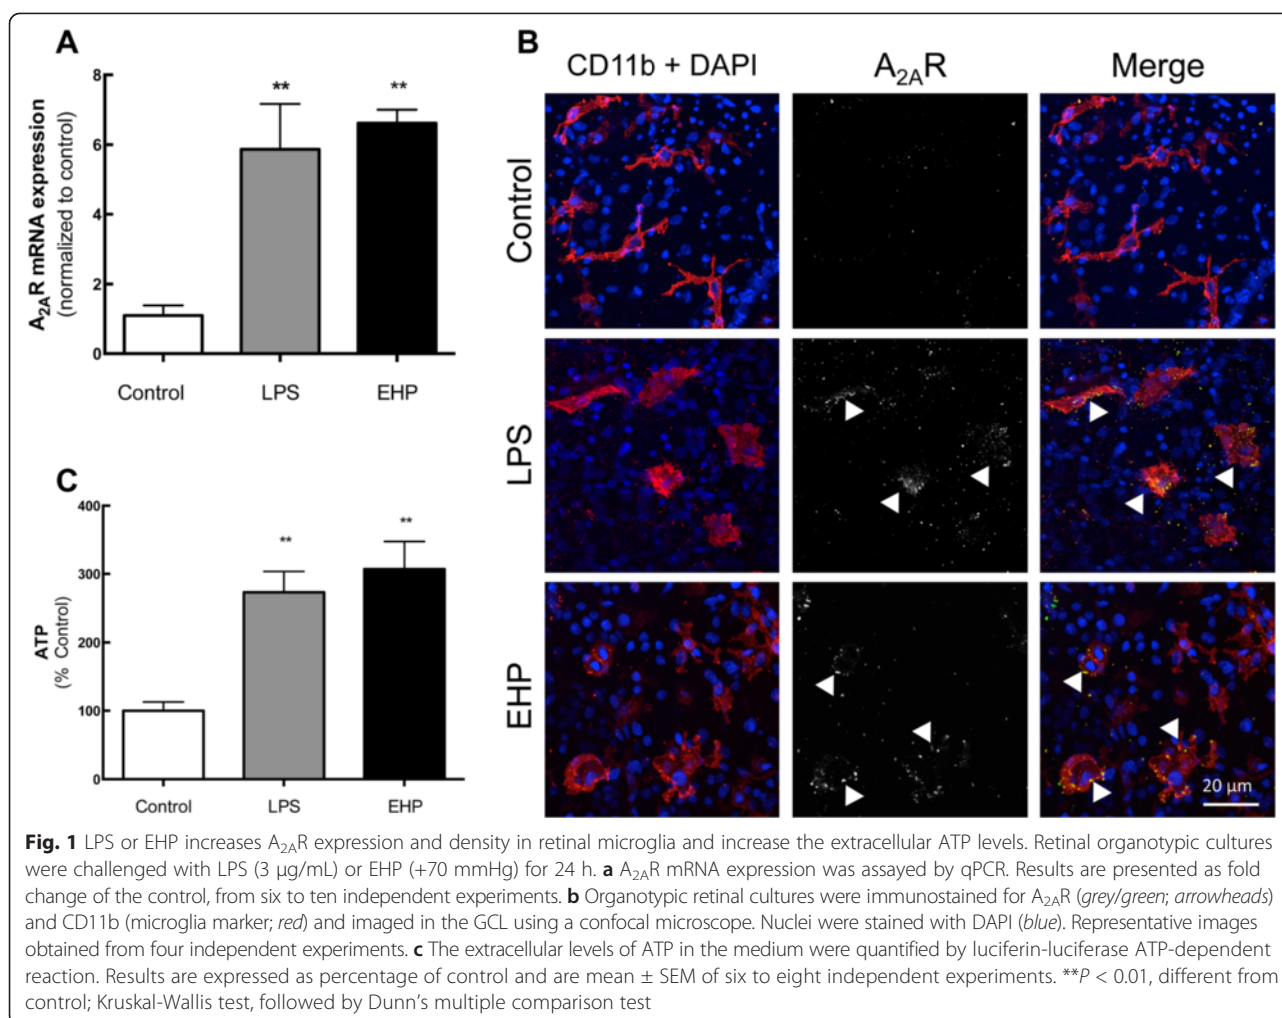 A
A2AR mRNA expression
(normalized to control)
8
6
4
2
0
**
**
Control
LPS
EHP
B
CD11b + DAPI
A2AR
Merge
Control
LPS
EHP
20 µm
C
ATP
(% Control)
400
300
200
100
0
**
**
Control
LPS
EHP
Fig. 1 LPS or EHP increases A2AR expression and density in retinal microglia and increase the extracellular ATP levels. Retinal organotypic cultures
were challenged with LPS (3 μg/mL) or EHP (+70 mmHg) for 24 h. a A2AR mRNA expression was assayed by qPCR. Results are presented as fold
change of the control, from six to ten independent experiments. b Organotypic retinal cultures were immunostained for A2AR (grey/green; arrowheads)
and CD11b (microglia marker; red) and imaged in the GCL using a confocal microscope. Nuclei were stained with DAPI (blue). Representative images
obtained from four independent experiments. c The extracellular levels of ATP in the medium were quantified by luciferin-luciferase ATP-dependent
reaction. Results are expressed as percentage of control and are mean ± SEM of six to eight independent experiments. **P < 0.01, different from
control; Kruskal-Wallis test, followed by Dunn's multiple comparison test